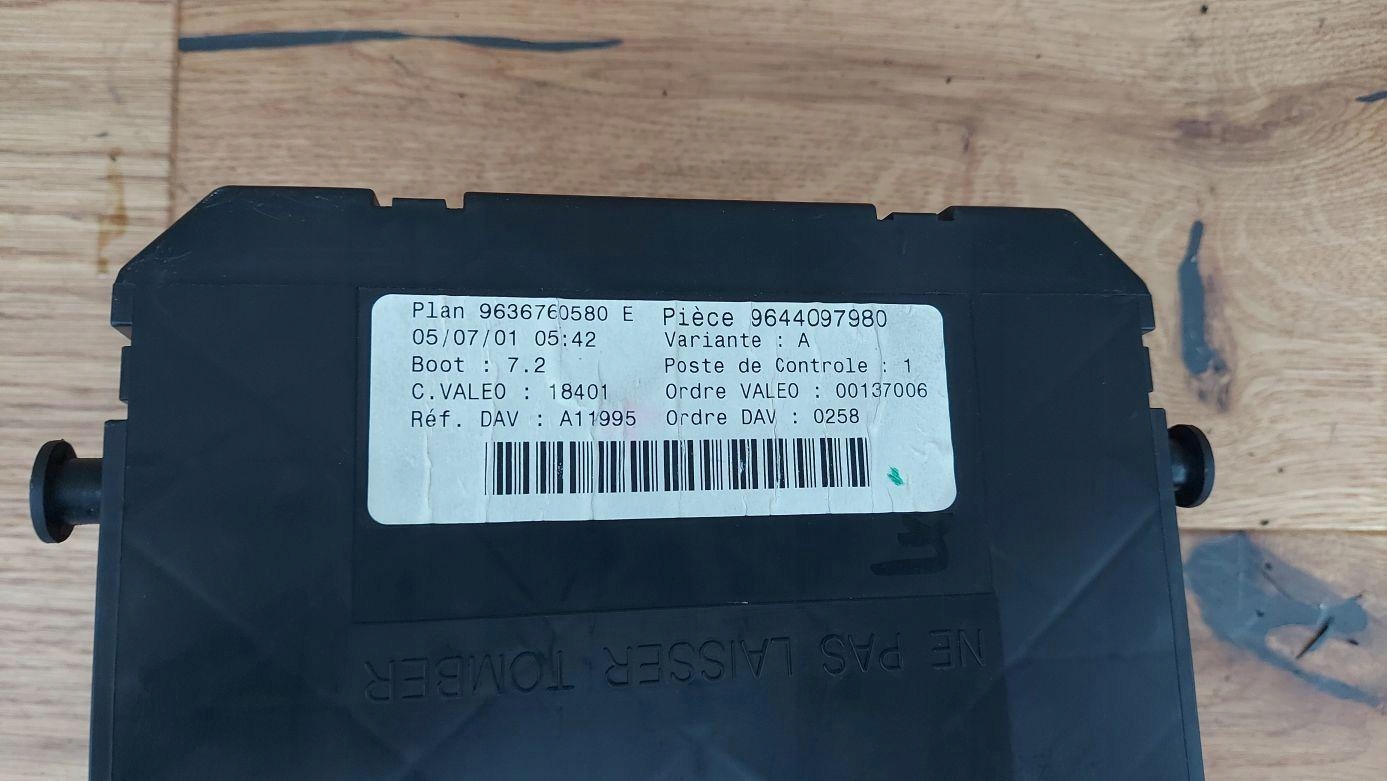 Plan 9636760580 E Pièce 9644097980
05/07/01 05:42 Variante : A
Boot : 7.2 Poste de Controle : 1
C.VALEO : 18401 Ordre VALEO : 00137006
Réf. DAV : A11995 Ordre DAV : 0258
NE PAS LAISSER TOMBER